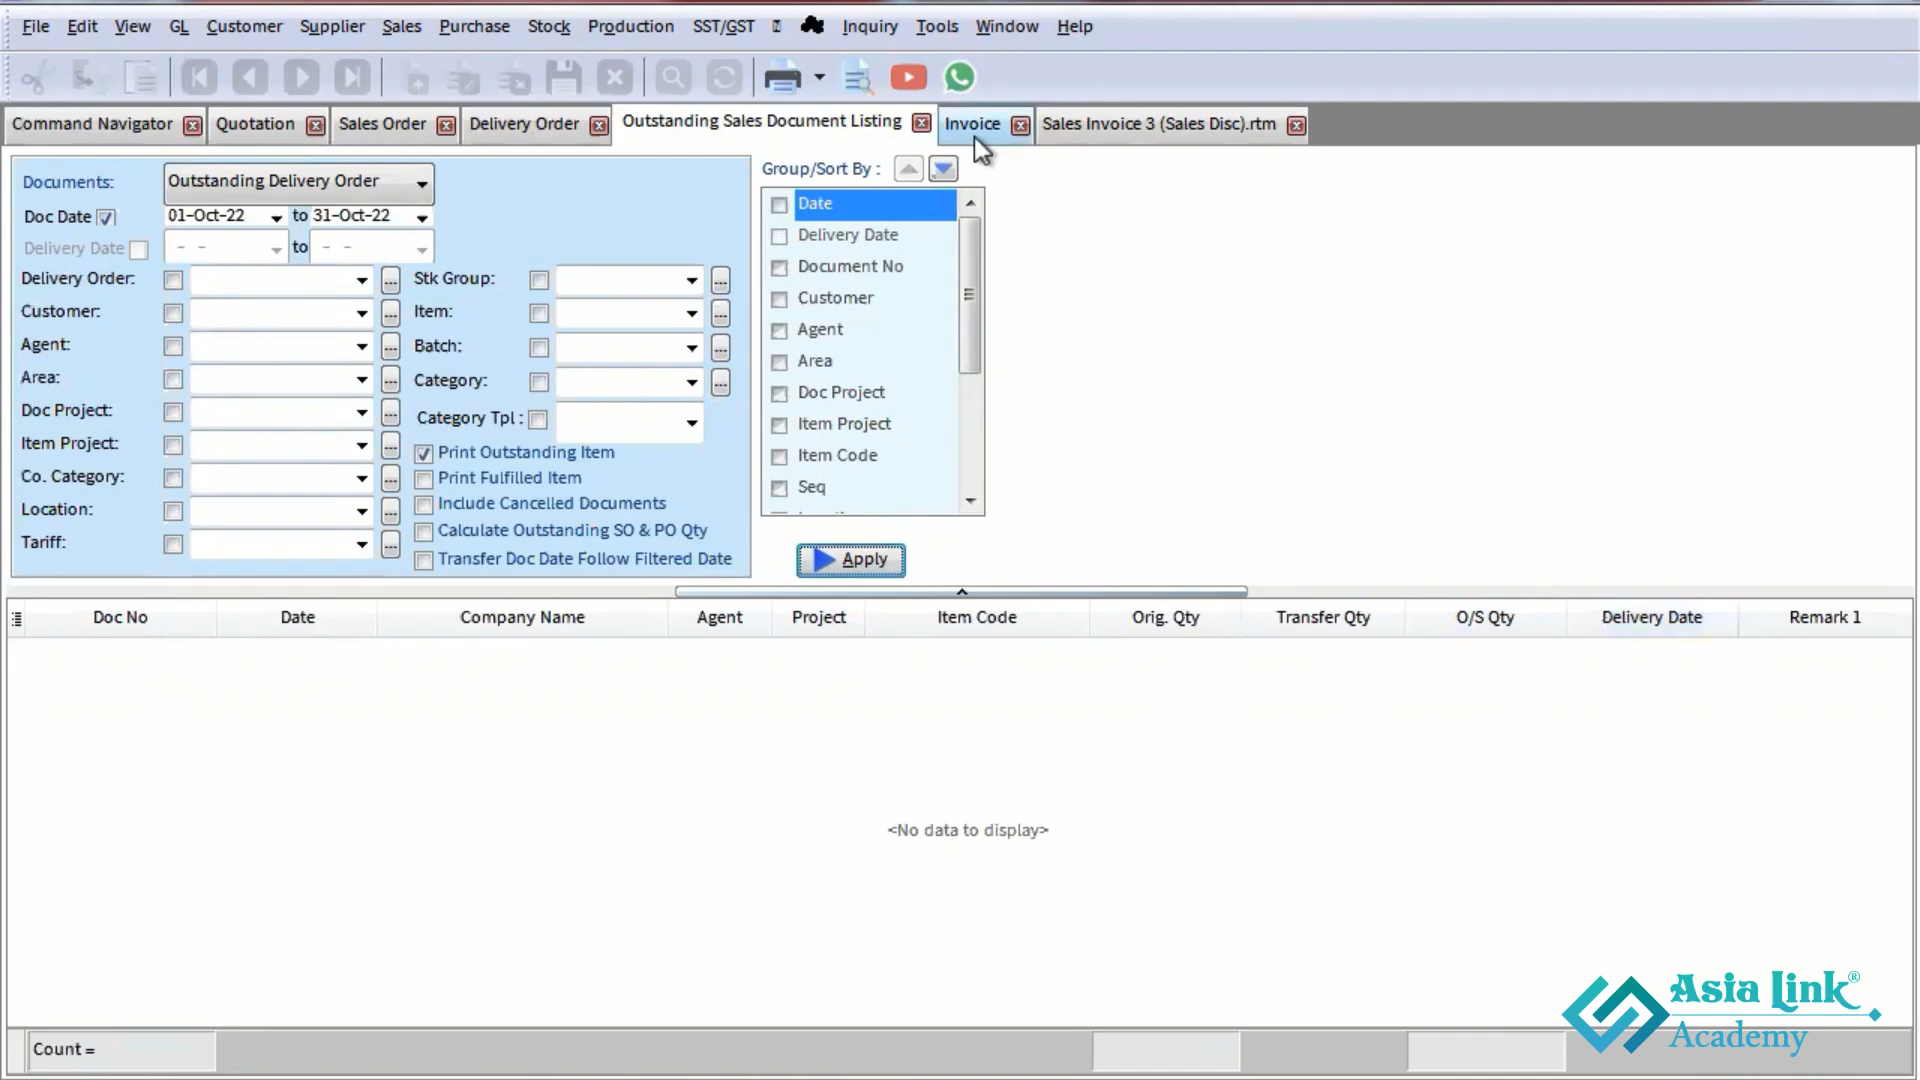 File Edit View GL Customer Supplier Sales Purchase Stock Production SST/GST Inquiry Tools Window Help
Command Navigator Quotation Sales Order Delivery Order Outstanding Sales Document Listing Invoice Sales Invoice 3 (Sales Disc).rtm
Documents: Outstanding Delivery Order
Doc Date 01-Oct-22 to 31-Oct-22
Delivery Date - - to - -
Delivery Order:
Customer:
Agent:
Area:
Doc Project:
Item Project:
Co. Category:
Location:
Tariff:
Stk Group:
Item:
Batch:
Category:
Category Tpl :
Print Outstanding Item
Print Fulfilled Item
Include Cancelled Documents
Calculate Outstanding SO & PO Qty
Transfer Doc Date Follow Filtered Date
Group/Sort By :
Date
Delivery Date
Document No
Customer
Agent
Area
Doc Project
Item Project
Item Code
Seq
Apply
Doc No Date Company Name Agent Project Item Code Orig. Qty Transfer Qty O/S Qty Delivery Date Remark 1
<No data to display>
Count =
Asia Link®
Academy